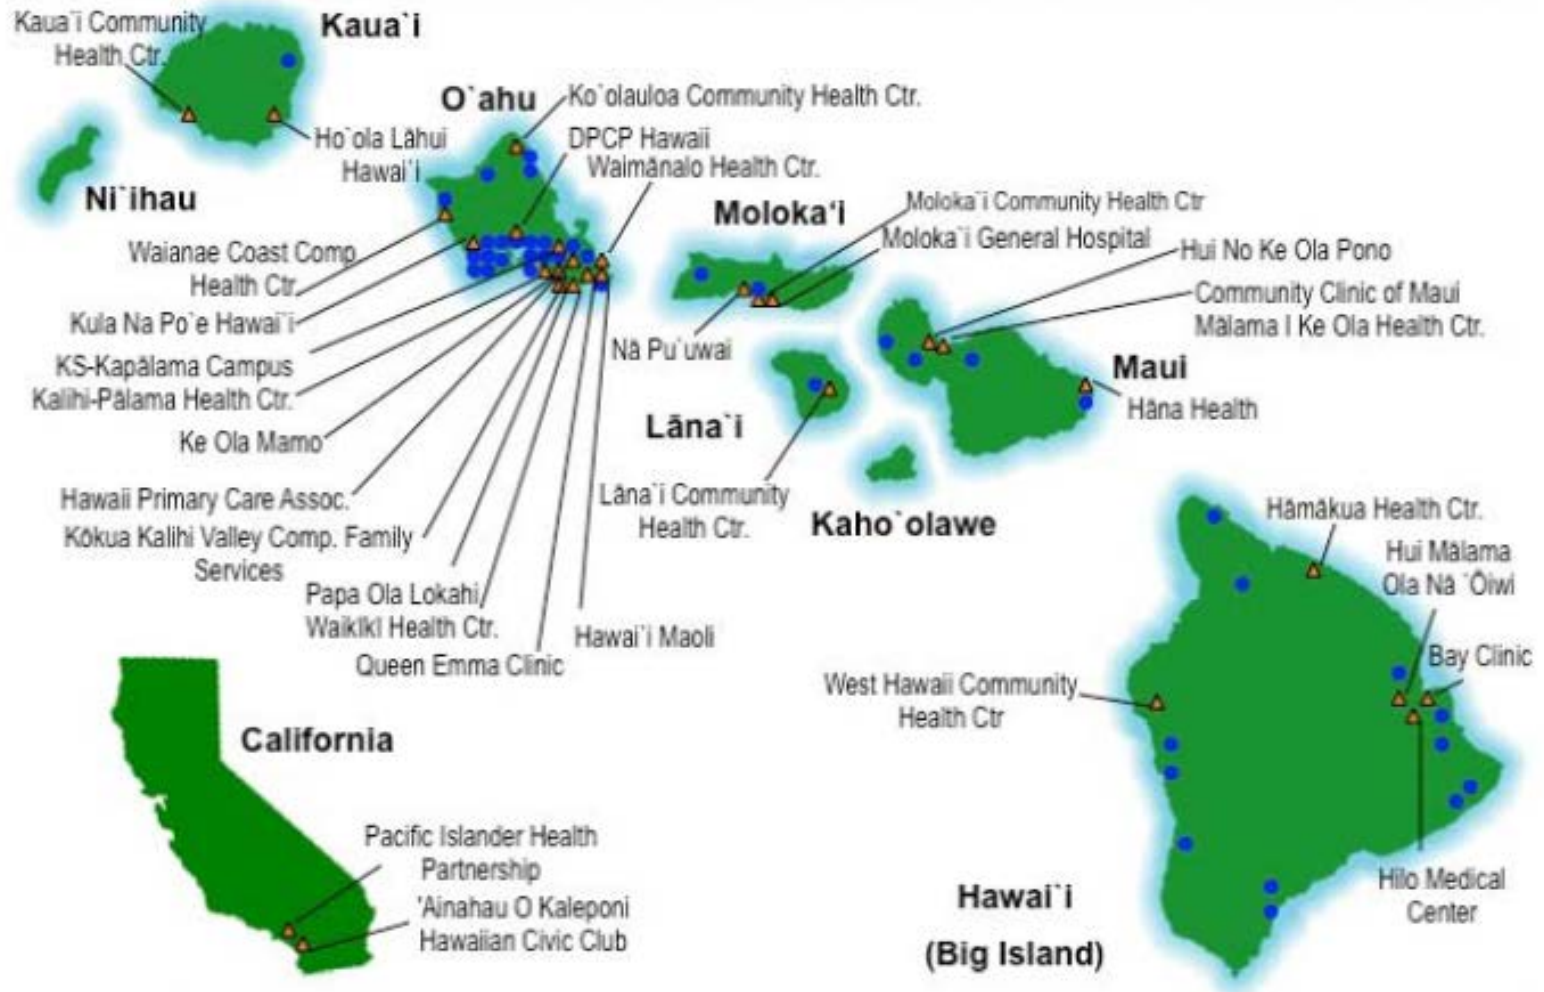 Kaua`i Community
Health Ctr.
Kaua`i
O`ahu
Ko`olauloa Community Health Ctr.
Ho`ola Lāhui
Hawai`i
DPCP Hawaii
Waimānalo Health Ctr.
Ni`ihau
Moloka‘i
Moloka`i Community Health Ctr
Moloka`i General Hospital
Hui No Ke Ola Pono
Waianae Coast Comp
Health Ctr.
Community Clinic of Maui
Mālama I Ke Ola Health Ctr.
Kula Na Po`e Hawai`i
Nā Pu`uwai
KS-Kapālama Campus
Maui
Kalihi-Pālama Health Ctr.
Hāna Health
Ke Ola Mamo
Lāna`i
Hawaii Primary Care Assoc.
Lāna`i Community
Health Ctr.
Kaho`olawe
Kōkua Kalihi Valley Comp. Family
Services
Hāmākua Health Ctr.
Hui Mālama
Ola Nā `Ōiwi
Papa Ola Lokahi
WaikIkI Health Ctr.
Hawai`i Maoli
Queen Emma Clinic
Bay Clinic
West Hawaii Community
Health Ctr
California
Pacific Islander Health
Partnership
'Ainahau O Kaleponi
Hawaiian Civic Club
Hawai`i
(Big Island)
Hilo Medical
Center